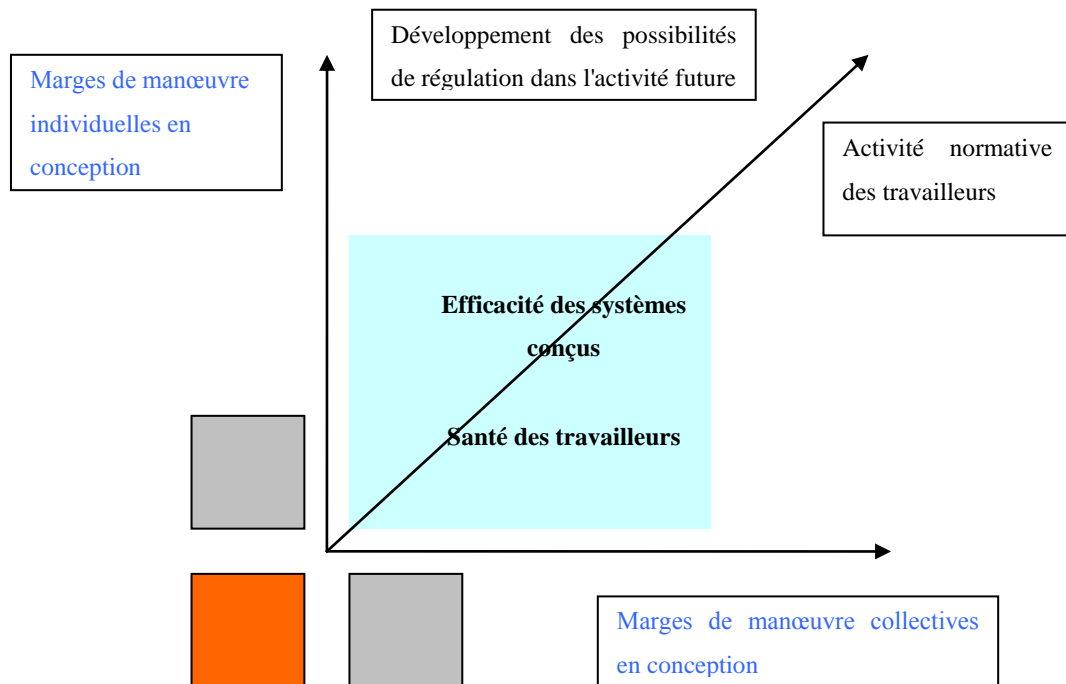 Développement des possibilités
de régulation dans l'activité future
Marges de manœuvre
individuelles en
conception
Activité normative
des travailleurs
Efficacité des systèmes
conçus
Santé des travailleurs
Marges de manœuvre collectives
en conception